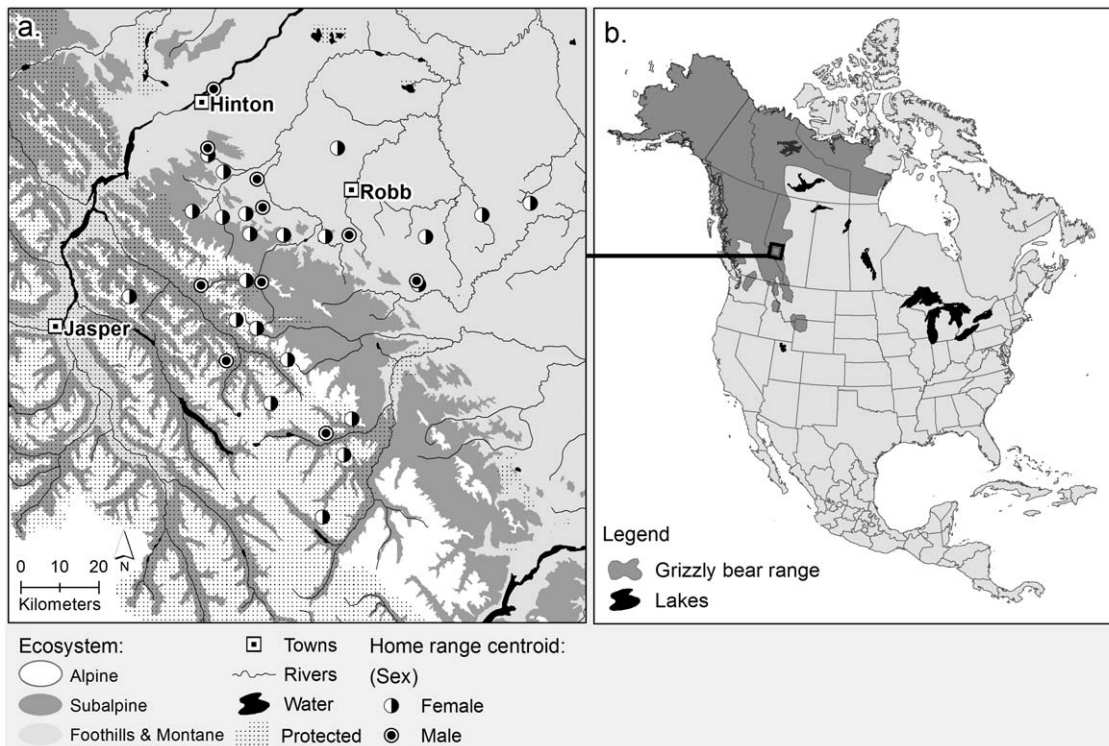 a.
Hinton
Robb
Jasper
N
0 10 20
Kilometers
b.
Legend
Grizzly bear range
Lakes
Ecosystem:
Alpine
Subalpine
Foothills & Montane
Towns
Rivers
Water
Protected
Home range centroid:
(Sex)
Female
Male